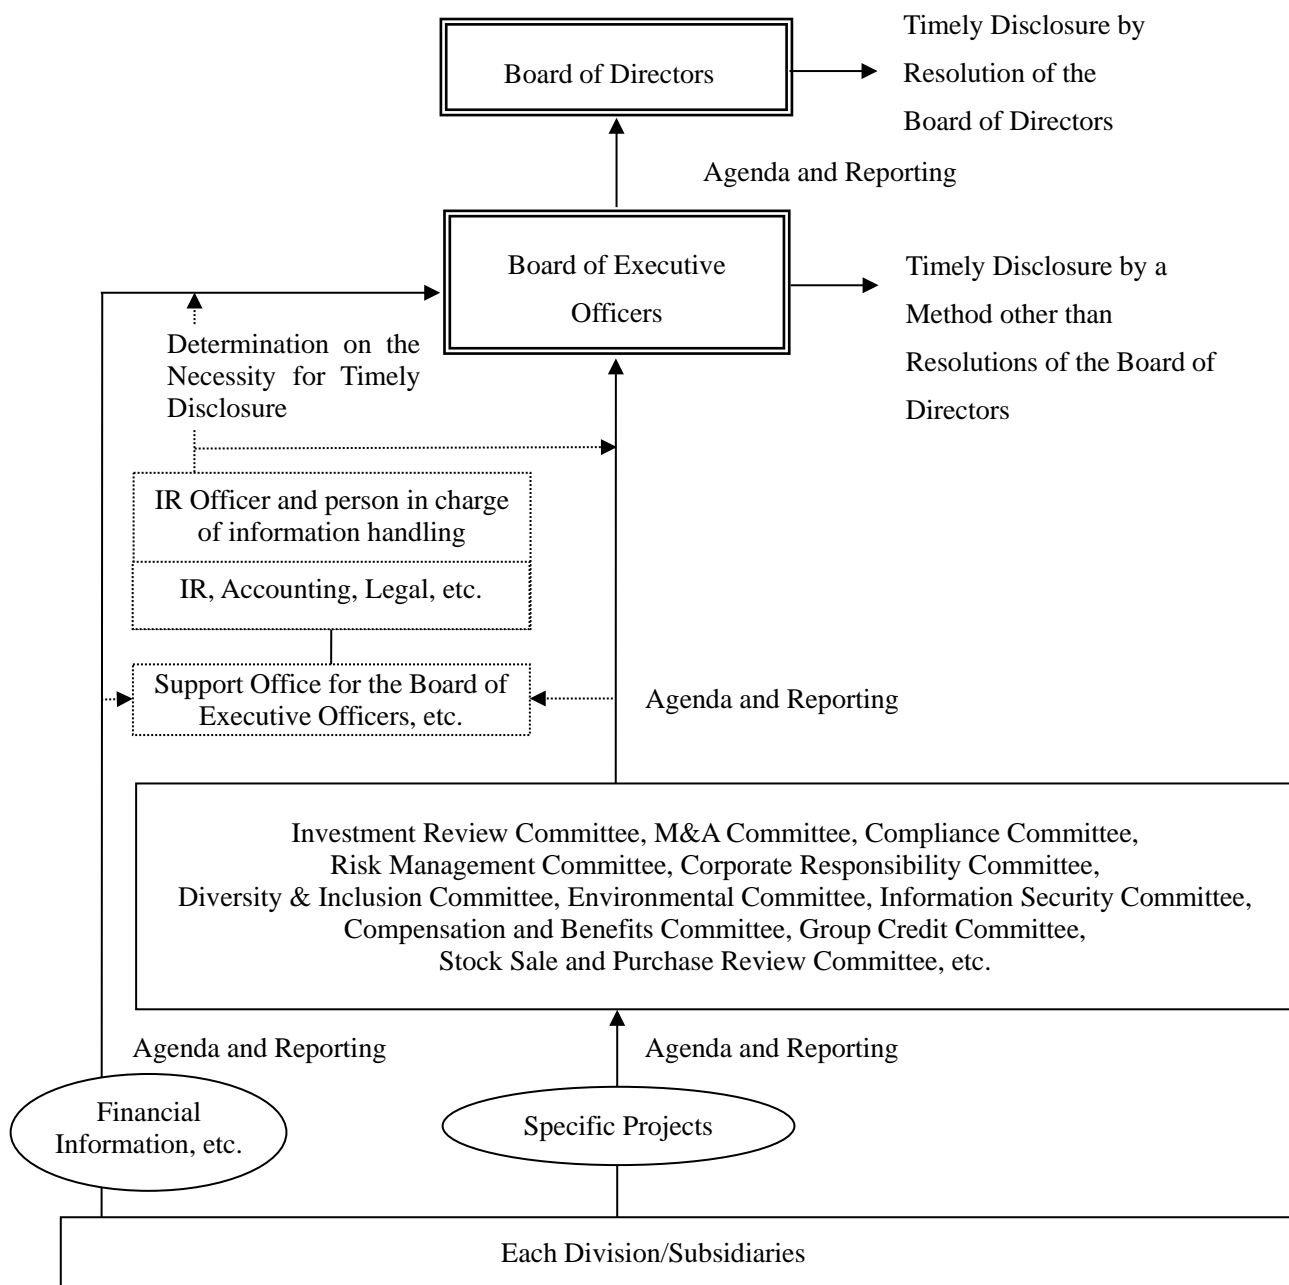 Board of Directors
Timely Disclosure by
Resolution of the
Board of Directors
Agenda and Reporting
Board of Executive
Officers
Timely Disclosure by a
Method other than
Resolutions of the Board of
Directors
Determination on the
Necessity for Timely
Disclosure
IR Officer and person in charge
of information handling
IR, Accounting, Legal, etc.
Support Office for the Board of
Executive Officers, etc.
Agenda and Reporting
Investment Review Committee, M&A Committee, Compliance Committee,
Risk Management Committee, Corporate Responsibility Committee,
Diversity & Inclusion Committee, Environmental Committee, Information Security Committee,
Compensation and Benefits Committee, Group Credit Committee,
Stock Sale and Purchase Review Committee, etc.
Agenda and Reporting
Agenda and Reporting
Financial
Information, etc.
Specific Projects
Each Division/Subsidiaries